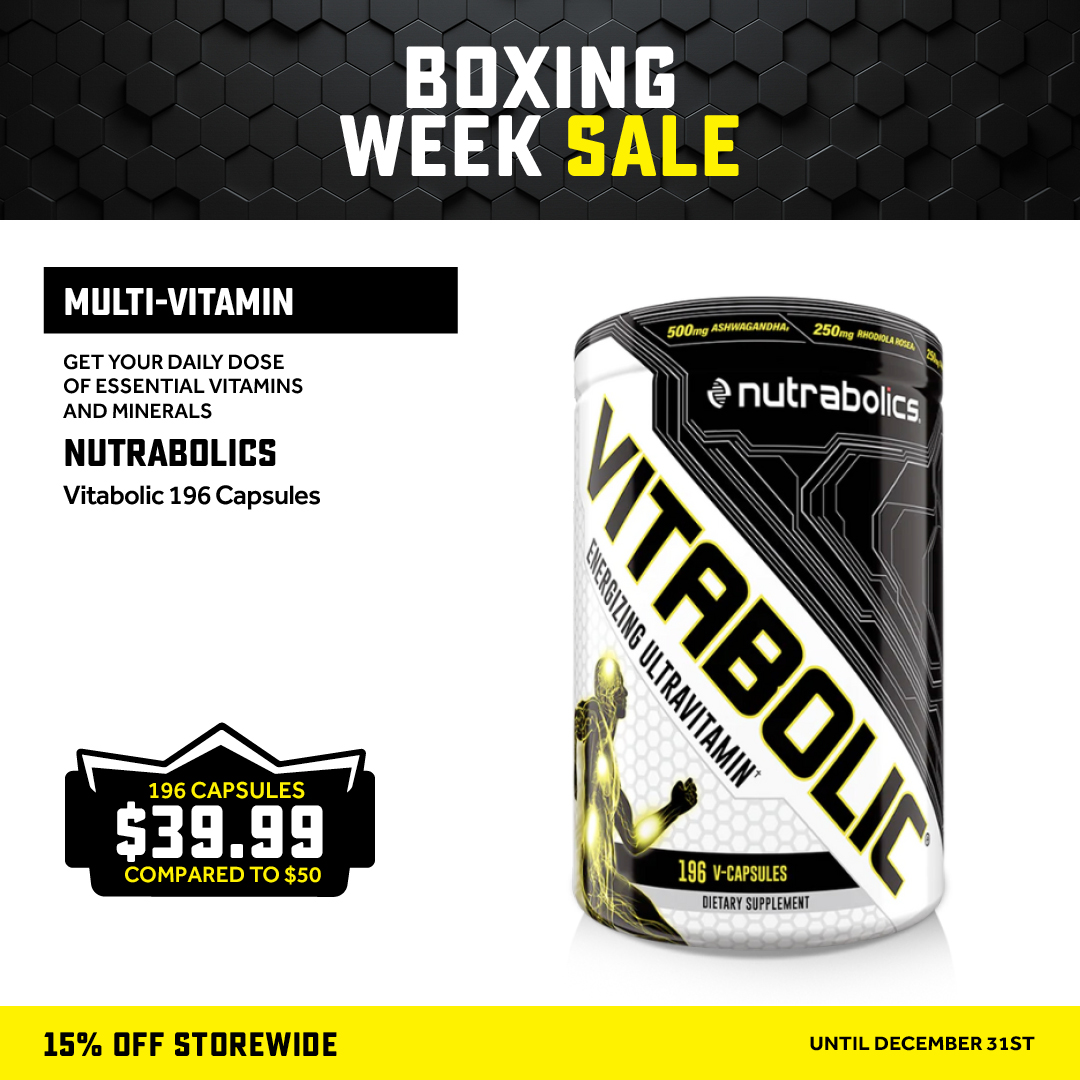 BOXING
WEEK SALE
MULTI-VITAMIN
GET YOUR DAILY DOSE
OF ESSENTIAL VITAMINS
AND MINERALS
NUTRABOLICS
Vitabolic 196 Capsules
500mg ASHWAGANDHA,
250mg RHODIOLA ROSEA,
nutrabolics.
VITABOLIC®
ENERGIZING ULTRAVITAMIN†
196 V-CAPSULES
DIETARY SUPPLEMENT
196 CAPSULES
$39.99
COMPARED TO $50
15% OFF STOREWIDE
UNTIL DECEMBER 31ST